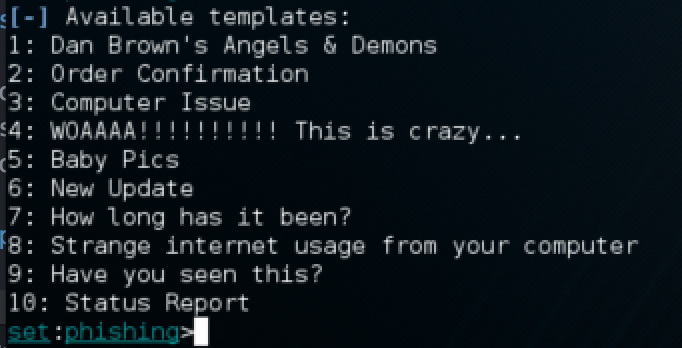 [-] Available templates:
1: Dan Brown's Angels & Demons
2: Order Confirmation
3: Computer Issue
4: WOAAAA!!!!!!!!!! This is crazy...
5: Baby Pics
6: New Update
7: How long has it been?
8: Strange internet usage from your computer
9: Have you seen this?
10: Status Report
set:phishing>